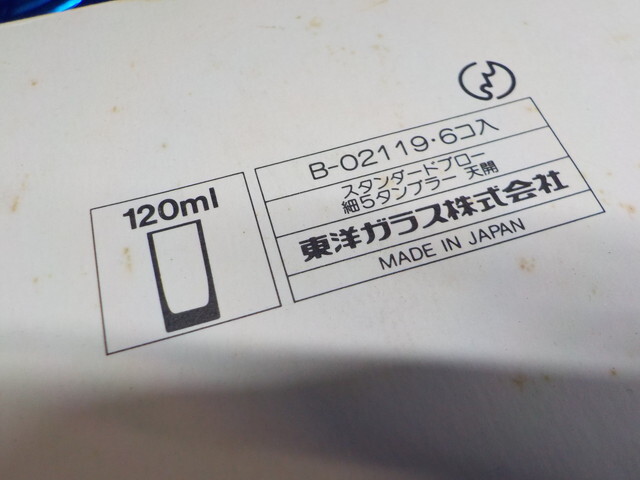 120ml
B-02119・6コ入
スタンダードブロー
細5タンブラー 天開
東洋ガラス株式会社
MADE IN JAPAN